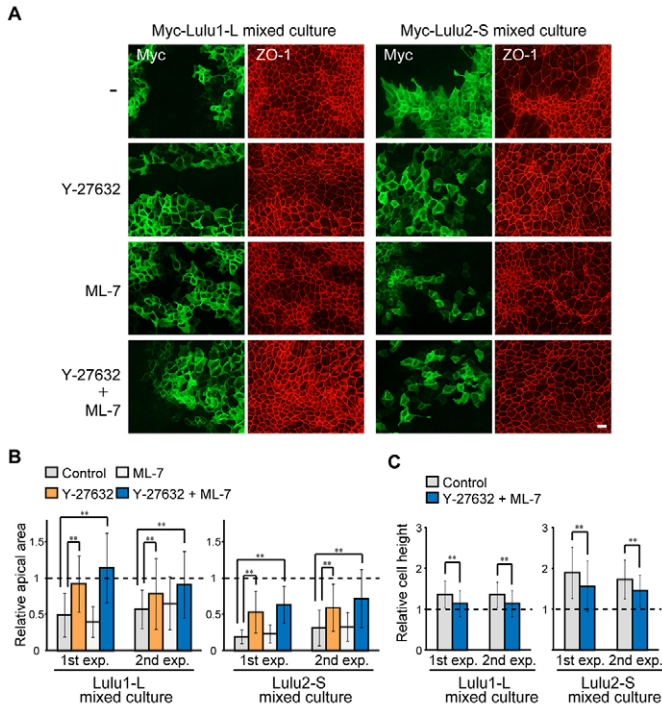 A
Myc-Lulu1-L mixed culture
Myc-Lulu2-S mixed culture
Myc
ZO-1
Myc
ZO-1
–
Y-27632
ML-7
Y-27632
+
ML-7
B
Control
ML-7
Y-27632
Y-27632 + ML-7
Relative apical area
1
0.5
0
**
**
**
**
1st exp.
2nd exp.
Lulu1-L
mixed culture
1
0.5
0
**
**
**
**
1st exp.
2nd exp.
Lulu2-S
mixed culture
C
Control
Y-27632 + ML-7
Relative cell height
3
2
1
0
**
**
1st exp.
2nd exp.
Lulu1-L
mixed culture
3
2
1
0
**
**
1st exp.
2nd exp.
Lulu2-S
mixed culture